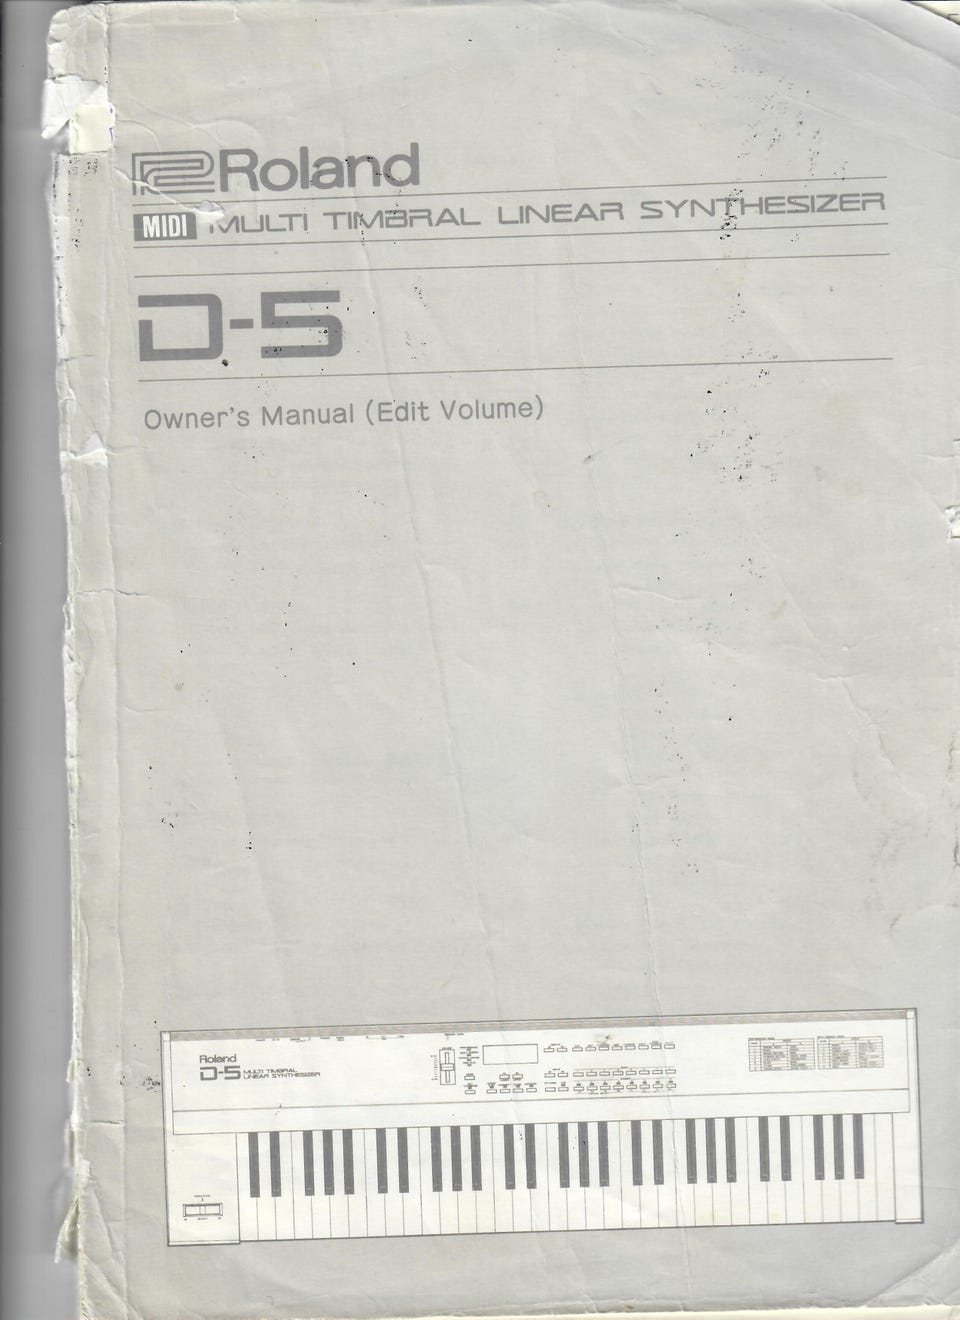 Roland
MIDI MULTI TIMBRAL LINEAR SYNTHESIZER
D-5
Owner's Manual (Edit Volume)
Roland
D-5 MULTI TIMBRAL
LINEAR SYNTHESIZER